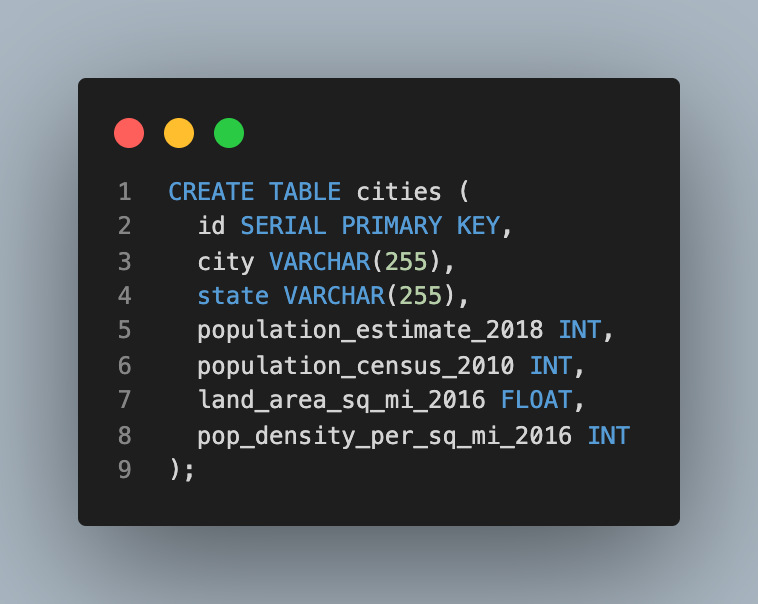 1 CREATE TABLE cities (
2   id SERIAL PRIMARY KEY,
3   city VARCHAR(255),
4   state VARCHAR(255),
5   population_estimate_2018 INT,
6   population_census_2010 INT,
7   land_area_sq_mi_2016 FLOAT,
8   pop_density_per_sq_mi_2016 INT
9 );